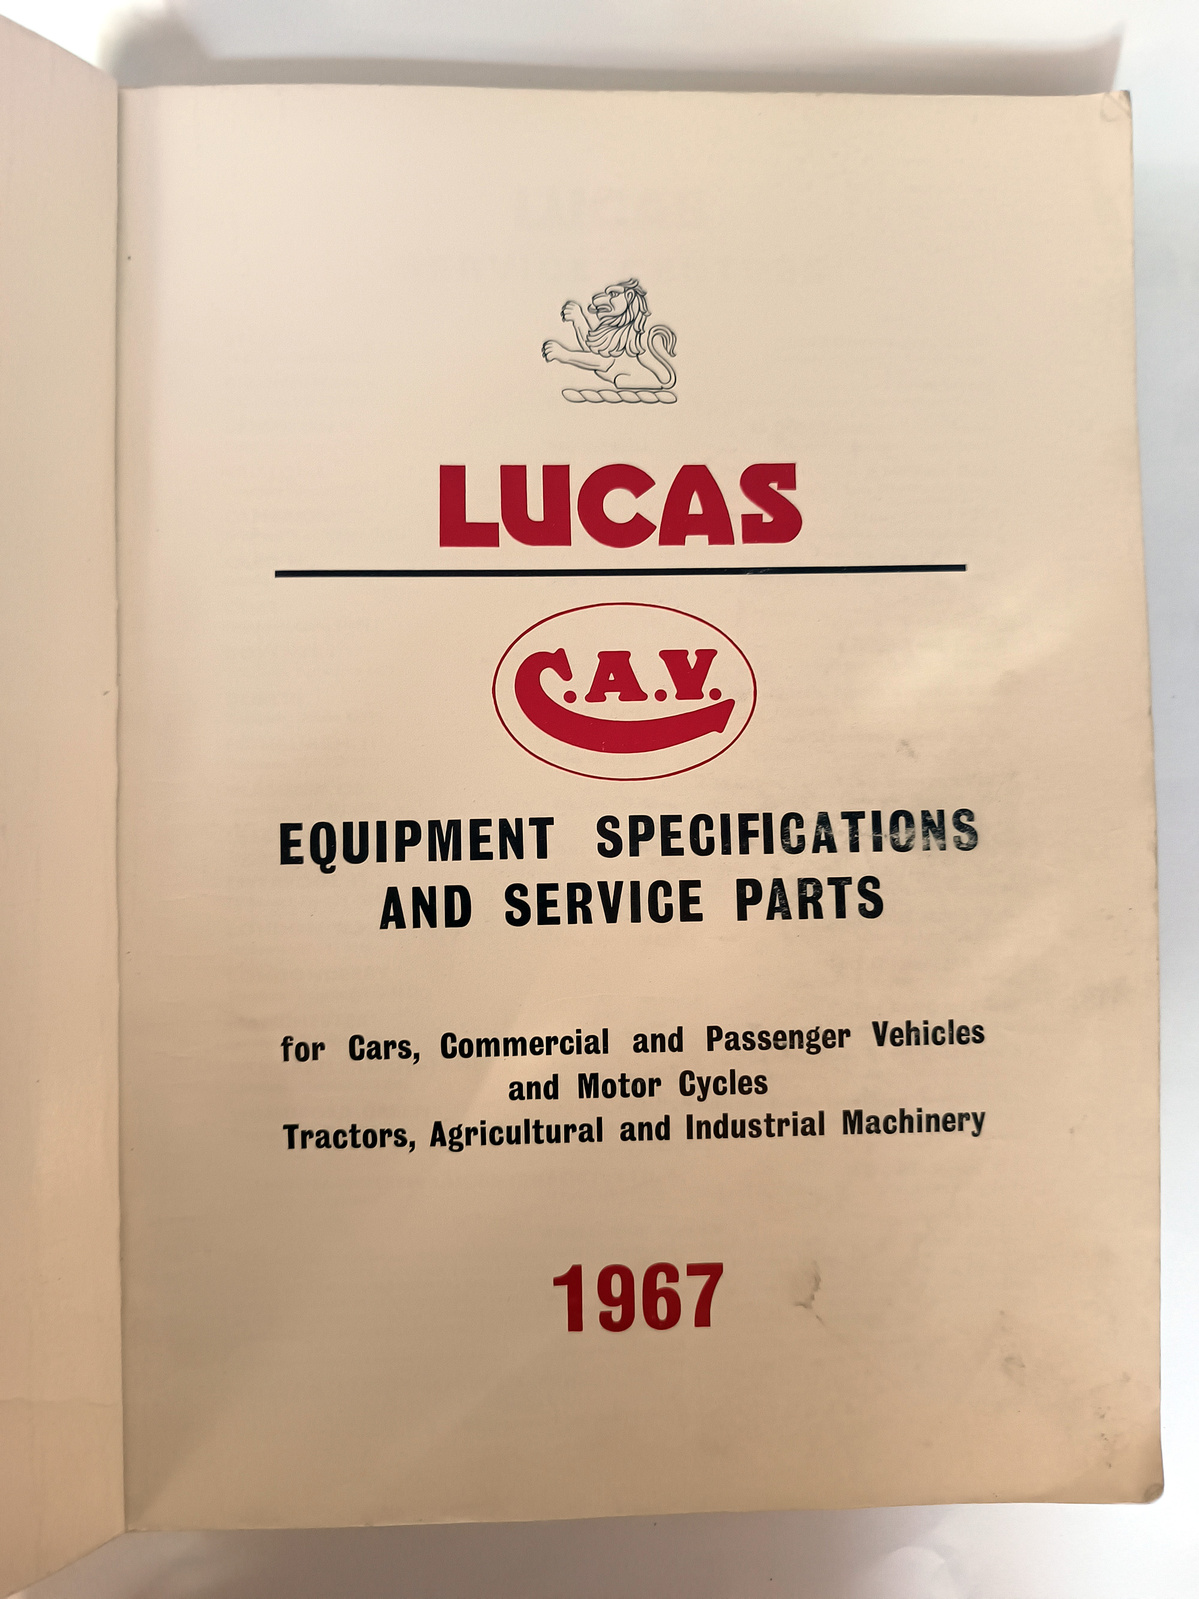 LUCAS
C.A.V.
EQUIPMENT SPECIFICATIONS
AND SERVICE PARTS
for Cars, Commercial and Passenger Vehicles
and Motor Cycles
Tractors, Agricultural and Industrial Machinery
1967